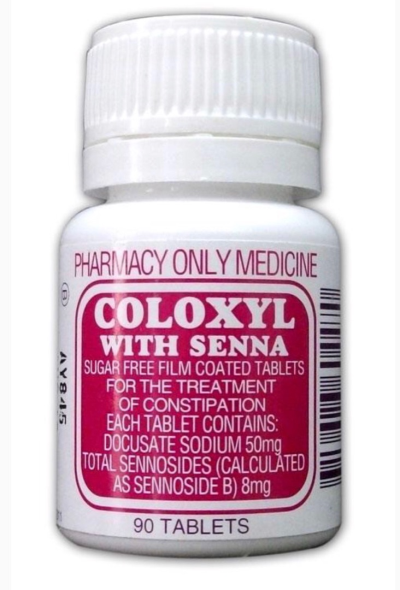 PHARMACY ONLY MEDICINE
COLOXYL
WITH SENNA
SUGAR FREE FILM COATED TABLETS
FOR THE TREATMENT
OF CONSTIPATION
EACH TABLET CONTAINS:
DOCUSATE SODIUM 50mg
TOTAL SENNOSIDES (CALCULATED
AS SENNOSIDE B) 8mg
90 TABLETS